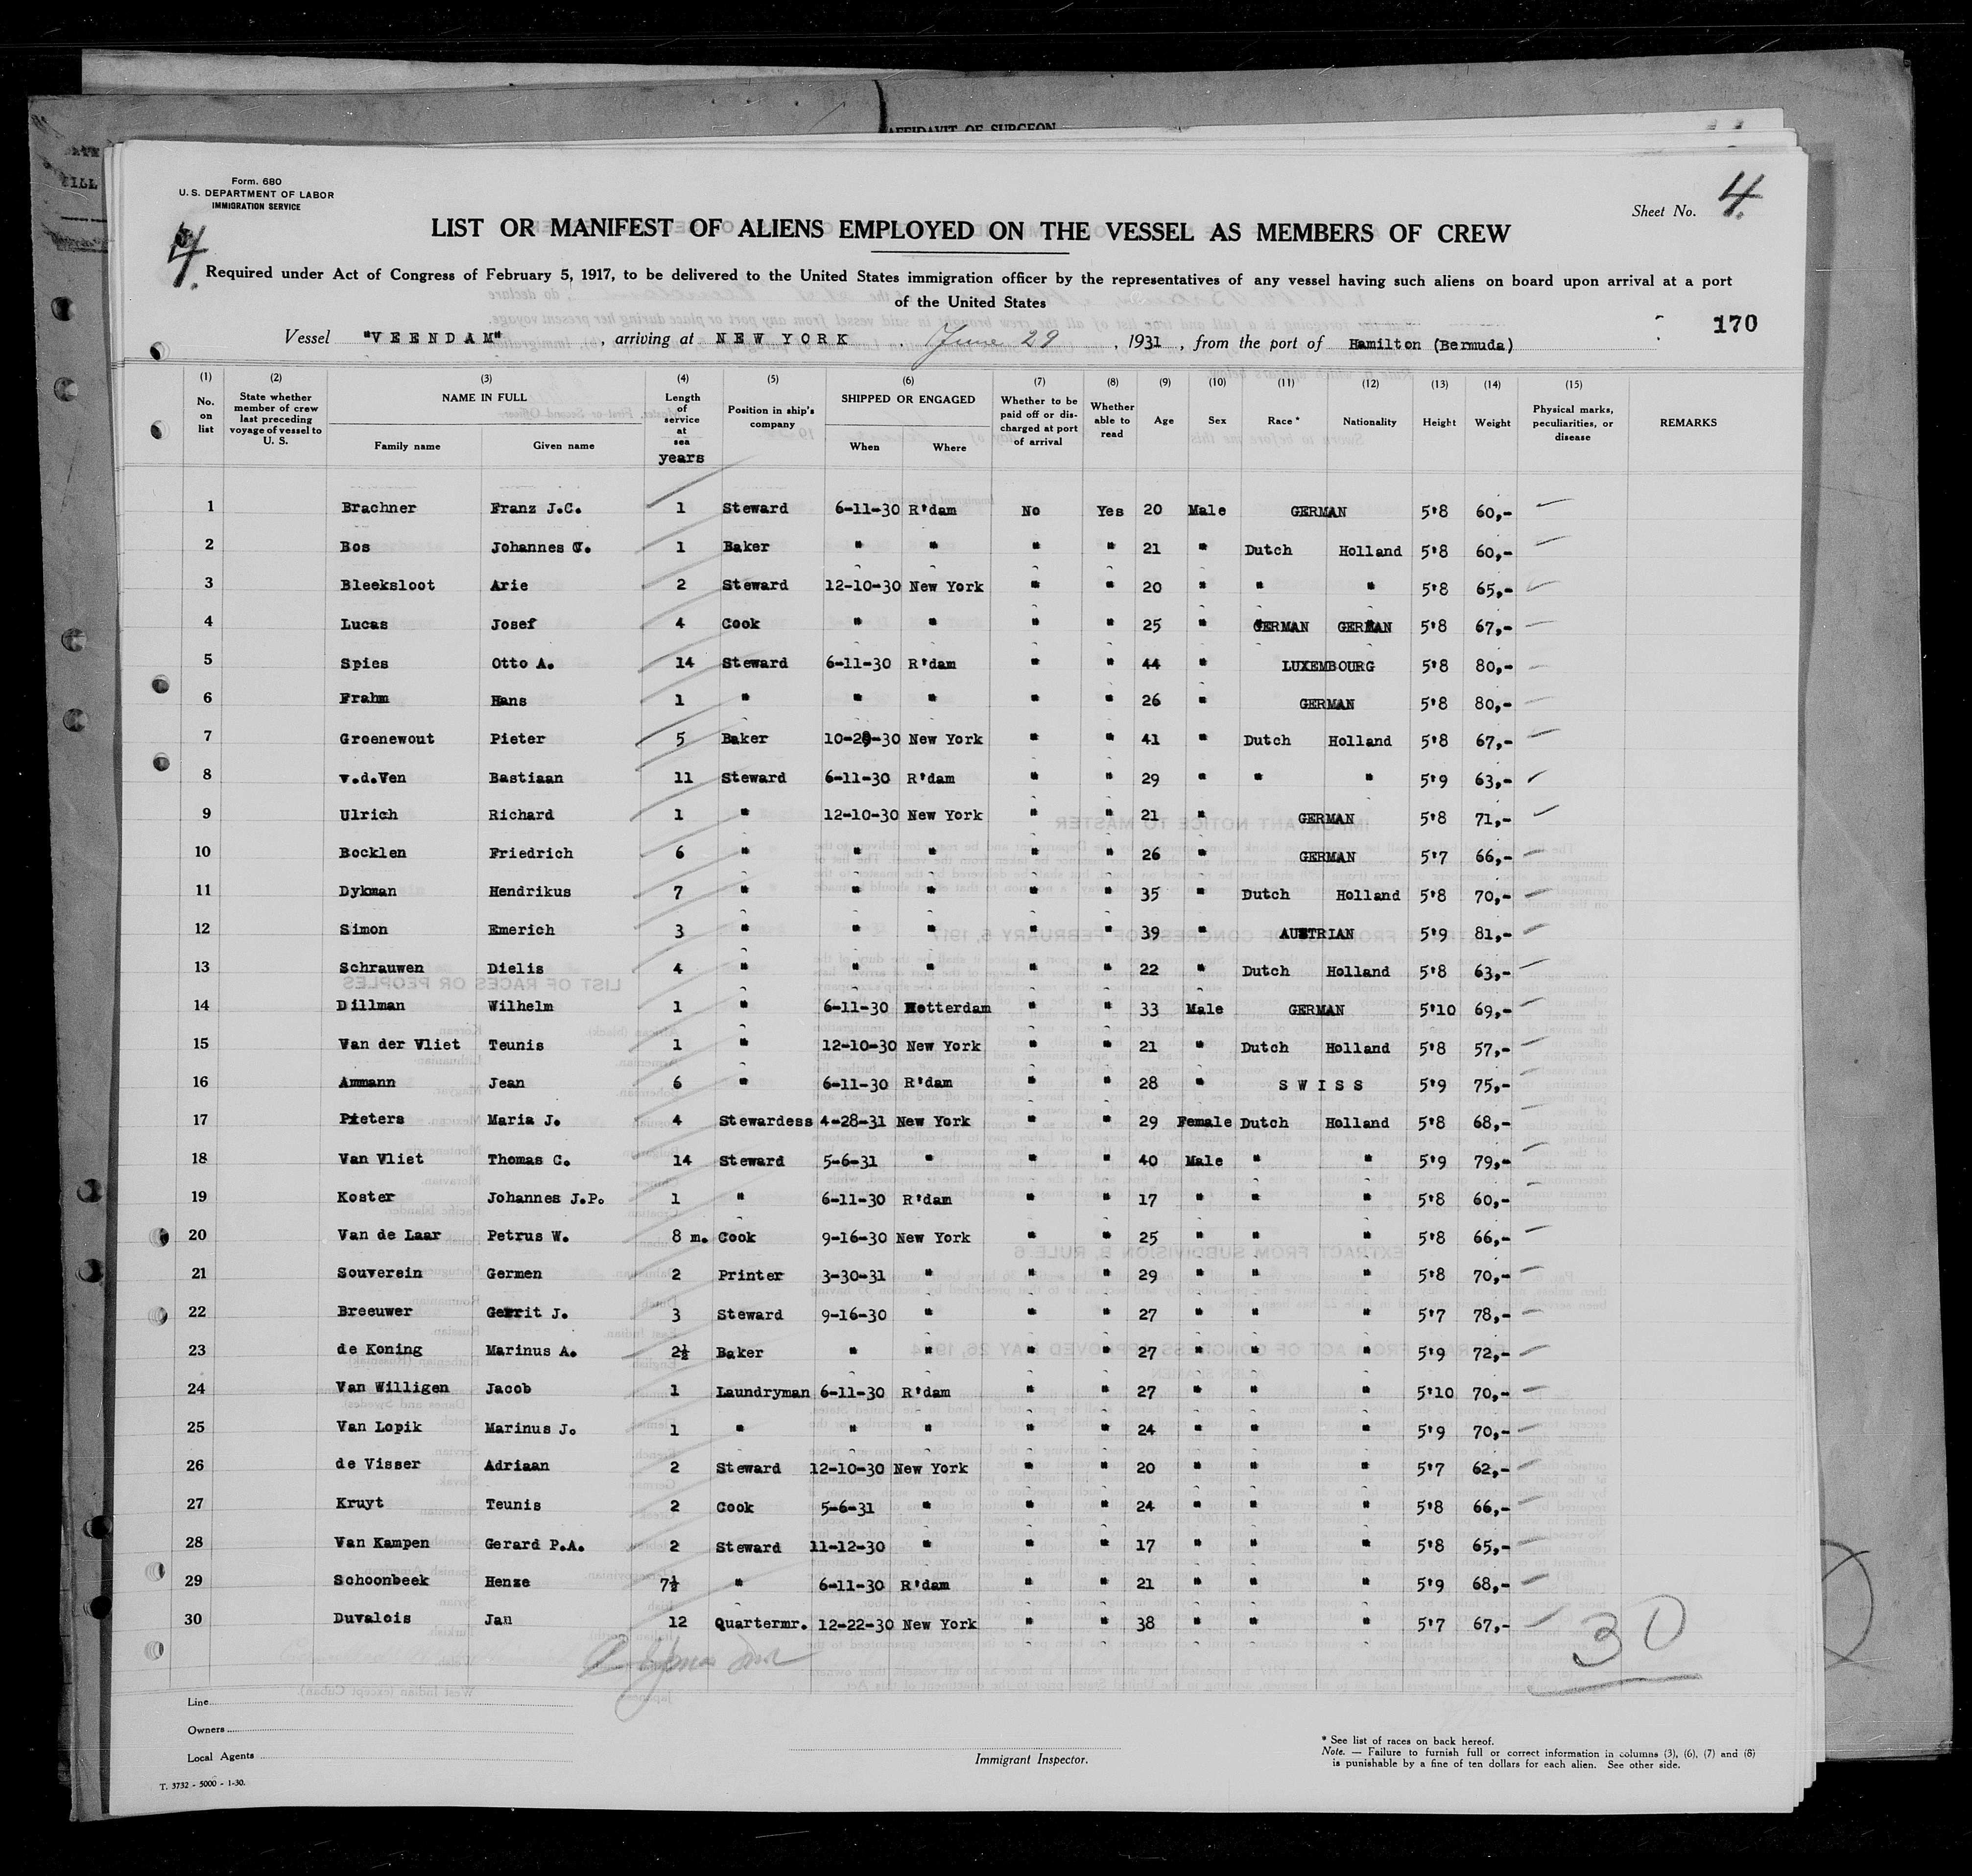 AFFIDAVIT OF SURGEON
Form. 680
U. S. DEPARTMENT OF LABOR
IMMIGRATION SERVICE
4.
Sheet No. 4.
LIST OR MANIFEST OF ALIENS EMPLOYED ON THE VESSEL AS MEMBERS OF CREW
Required under Act of Congress of February 5, 1917, to be delivered to the United States immigration officer by the representatives of any vessel having such aliens on board upon arrival at a port
of the United States
170
Vessel "VEENDAM" , arriving at NEW YORK June 29 , 1931 , from the port of Hamilton (Bermuda)
(1) No. on list (2) State whether member of crew last preceding voyage of vessel to U. S. (3) NAME IN FULL Family name Given name (4) Length of service at sea years (5) Position in ship's company (6) SHIPPED OR ENGAGED When Where (7) Whether to be paid off or discharged at port of arrival (8) Whether able to read (9) Age (10) Sex (11) Race * (12) Nationality (13) Height (14) Weight (15) Physical marks, peculiarities, or disease REMARKS
1 Brachner Franz J.C. 1 Steward 6-11-30 R'dam No Yes 20 Male GERMAN 5'8 60,-
2 Bos Johannes C. 1 Baker " " " " 21 " Dutch Holland 5'8 60,-
3 Bleeksloot Arie 2 Steward 12-10-30 New York " " 20 " " " 5'8 65,-
4 Lucas Josef 4 Cook " " " " 25 " GERMAN GERMAN 5'8 67,-
5 Spies Otto A. 14 Steward 6-11-30 R'dam " " 44 " LUXEMBOURG 5'8 80,-
6 Frahm Hans 1 " " " " " 26 " GERMAN 5'8 80,-
7 Groenewout Pieter 5 Baker 10-29-30 New York " " 41 " Dutch Holland 5'8 67,-
8 v.d.Ven Bastiaan 11 Steward 6-11-30 R'dam " " 29 " " " 5'9 63,-
9 Ulrich Richard 1 " 12-10-30 New York " " 21 " GERMAN 5'8 71,-
10 Bocklen Friedrich 6 " " " " " 26 " GERMAN 5'7 66,-
11 Dykman Hendrikus 7 " " " " " 35 " Dutch Holland 5'8 70,-
12 Simon Emerich 3 " " " " " 39 " AUSTRIAN 5'9 81,-
13 Schrauwen Dielis 4 " " " " " 22 " Dutch Holland 5'8 63,-
14 Dillman Wilhelm 1 " 6-11-30 Rotterdam " " 33 Male GERMAN 5'10 69,-
15 Van der Vliet Teunis 1 " 12-10-30 New York " " 21 " Dutch Holland 5'8 57,-
16 Ammann Jean 6 " 6-11-30 R'dam " " 28 " SWISS 5'9 75,-
17 Pieters Maria J. 4 Stewardess 4-28-31 New York " " 29 Female Dutch Holland 5'8 68,-
18 Van Vliet Thomas C. 14 Steward 5-6-31 " " " 40 Male " " 5'9 79,-
19 Koster Johannes J.P. 1 " 6-11-30 R'dam " " 17 " " " 5'8 60,-
20 Van de Laar Petrus W. 8 m. Cook 9-16-30 New York " " 25 " " " 5'8 66,-
21 Souverein Germen 2 Printer 3-30-31 " " " 29 " " " 5'8 70,-
22 Breeuwer Gerrit J. 3 Steward 9-16-30 " " " 27 " " " 5'7 78,-
23 de Koning Marinus A. 2½ Baker " " " " 27 " " " 5'9 72,-
24 Van Willigen Jacob 1 Laundryman 6-11-30 R'dam " " 27 " " " 5'10 70,-
25 Van Lopik Marinus J. 1 " " " " " 24 " " " 5'9 70,-
26 de Visser Adriaan 2 Steward 12-10-30 New York " " 20 " " " 5'7 62,-
27 Kruyt Teunis 2 Cook 5-6-31 " " " 24 " " " 5'8 66,-
28 Van Kampen Gerard P.A. 2 Steward 11-12-30 " " " 17 " " " 5'8 65,-
29 Schoonbeek Henze 7½ " 6-11-30 R'dam " " 21 " " " 5'9 68,-
30 Duvalois Jan 12 Quartermr. 12-22-30 New York " " 38 " " " 5'7 67,-
30
Line
Owners
Local Agents
Immigrant Inspector.
* See list of races on back hereof.
Note. — Failure to furnish full or correct information in columns (3), (6), (7) and (8)
is punishable by a fine of ten dollars for each alien. See other side.
T. 3732 - 5000 - 1-30.